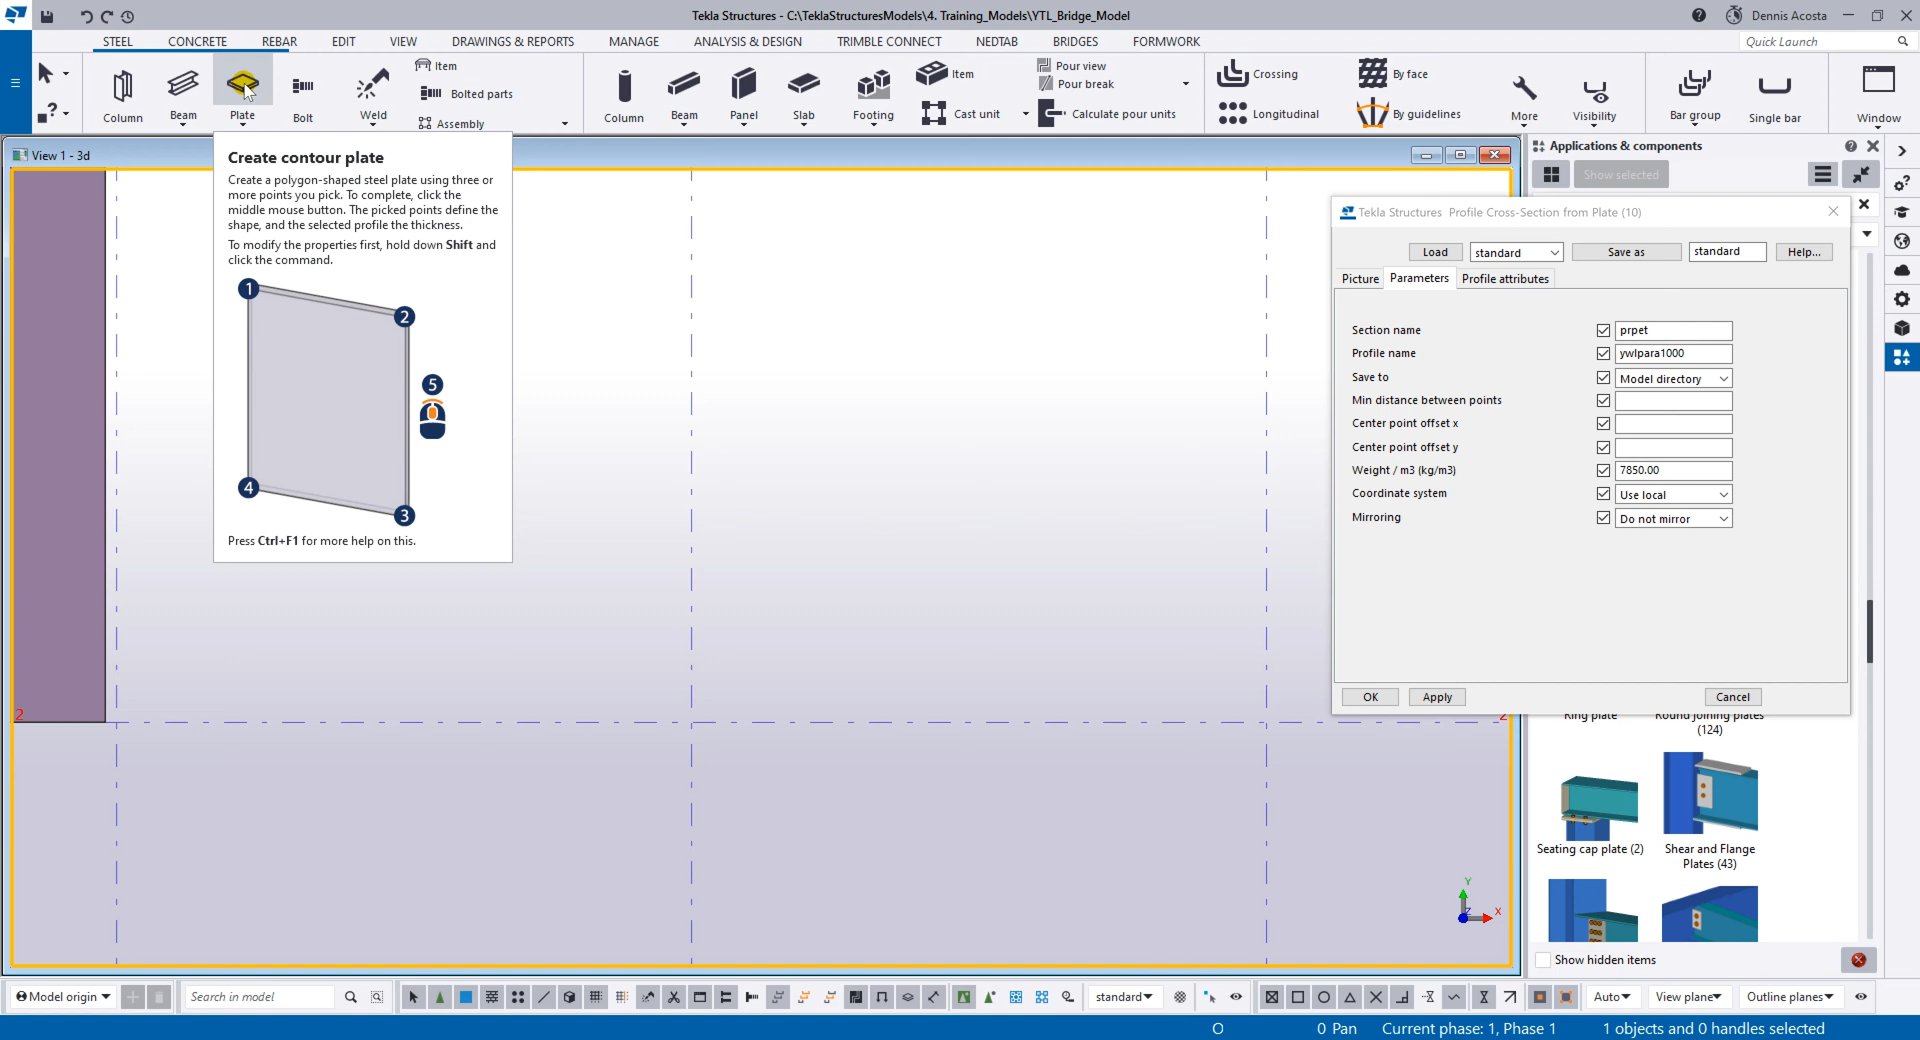 Tekla Structures - C:\TeklaStructuresModels\4. Training_Models\YTL_Bridge_Model
Dennis Acosta
STEEL CONCRETE REBAR EDIT VIEW DRAWINGS & REPORTS MANAGE ANALYSIS & DESIGN TRIMBLE CONNECT NEDTAB BRIDGES FORMWORK
Quick Launch
Column
Beam
Plate
Bolt
Weld
Item
Bolted parts
Assembly
Column
Beam
Panel
Slab
Footing
Item
Cast unit
Pour view
Pour break
Calculate pour units
Crossing
Longitudinal
By face
By guidelines
More
Visibility
Bar group
Single bar
Window
View 1 - 3d
Create contour plate
Create a polygon-shaped steel plate using three or
more points you pick. To complete, click the
middle mouse button. The picked points define the
shape, and the selected profile the thickness.
To modify the properties first, hold down Shift and
click the command.
1
2
5
4
3
Press Ctrl+F1 for more help on this.
2
2
Y
Z
X
Applications & components
Show selected
Tekla Structures Profile Cross-Section from Plate (10)
Load standard Save as standard Help...
Picture Parameters Profile attributes
Section name prpet
Profile name ywlpara1000
Save to Model directory
Min distance between points
Center point offset x
Center point offset y
Weight / m3 (kg/m3) 7850.00
Coordinate system Use local
Mirroring Do not mirror
OK Apply Cancel
Ring plate
Round Joining plates
(124)
Seating cap plate (2)
Shear and Flange
Plates (43)
Show hidden items
Model origin
Search in model
standard
Auto
View plane
Outline planes
O
0 Pan
Current phase: 1, Phase 1
1 objects and 0 handles selected